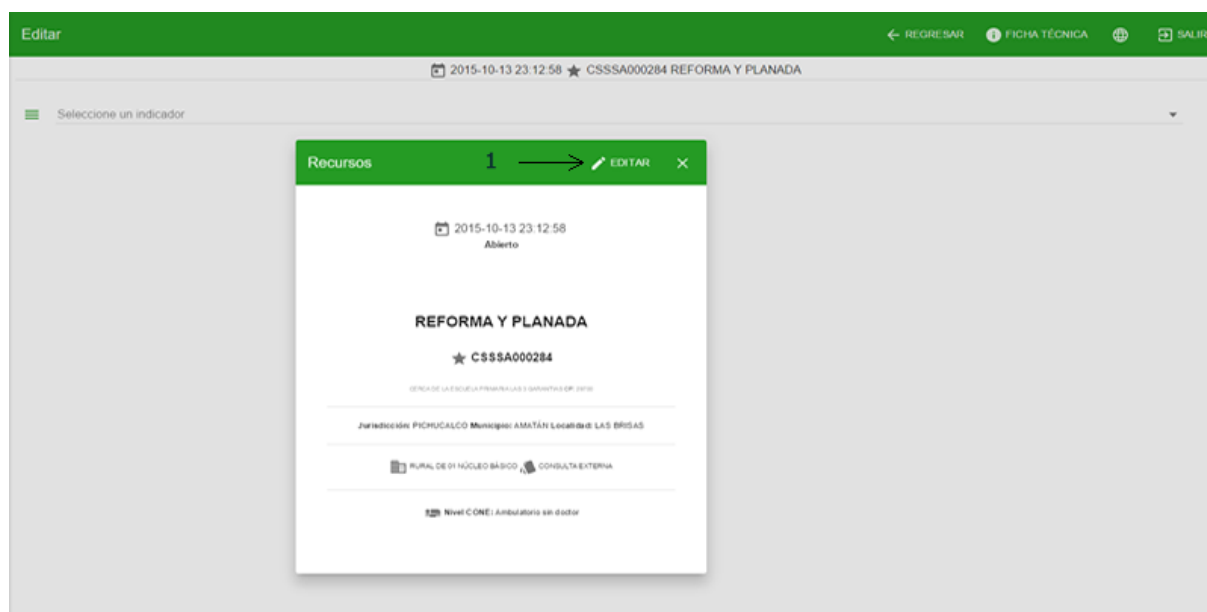 Editar REGRESAR FICHA TÉCNICA SALIR
2015-10-13 23:12:58 CSSSA000284 REFORMA Y PLANADA
Seleccione un indicador
Recursos 1 EDITAR
2015-10-13 23:12:58
Abierto
REFORMA Y PLANADA
CSSSA000284
CERCA DE LA ESCUELA PRIMARIA LAS 3 GARANTIAS CP:
Jurisdicción: PICHUCALCO Municipio: AMATÁN Localidad: LAS BRISAS
RURAL DE 01 NÚCLEO BÁSICO CONSULTA EXTERNA
Nivel CONE: Ambulatorio sin doctor